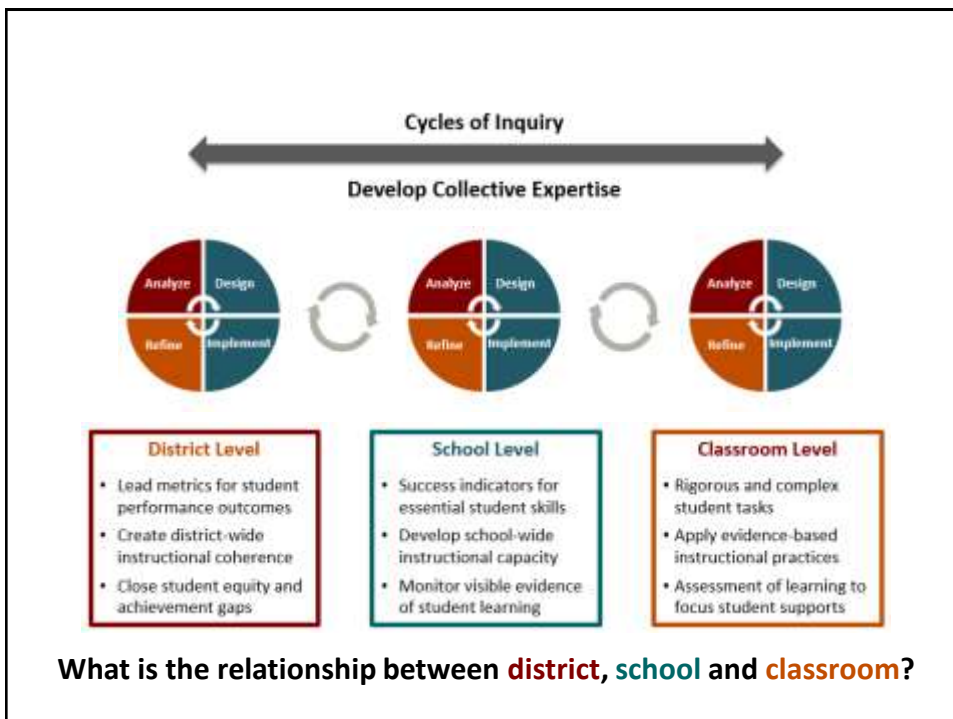 Cycles of Inquiry
Develop Collective Expertise
Analyze Design
Refine Implement
Analyze Design
Refine Implement
Analyze Design
Refine Implement
District Level
• Lead metrics for student
performance outcomes
• Create district-wide
instructional coherence
• Close student equity and
achievement gaps
School Level
• Success indicators for
essential student skills
• Develop school-wide
instructional capacity
• Monitor visible evidence
of student learning
Classroom Level
• Rigorous and complex
student tasks
• Apply evidence-based
instructional practices
• Assessment of learning to
focus student supports
What is the relationship between district, school and classroom?